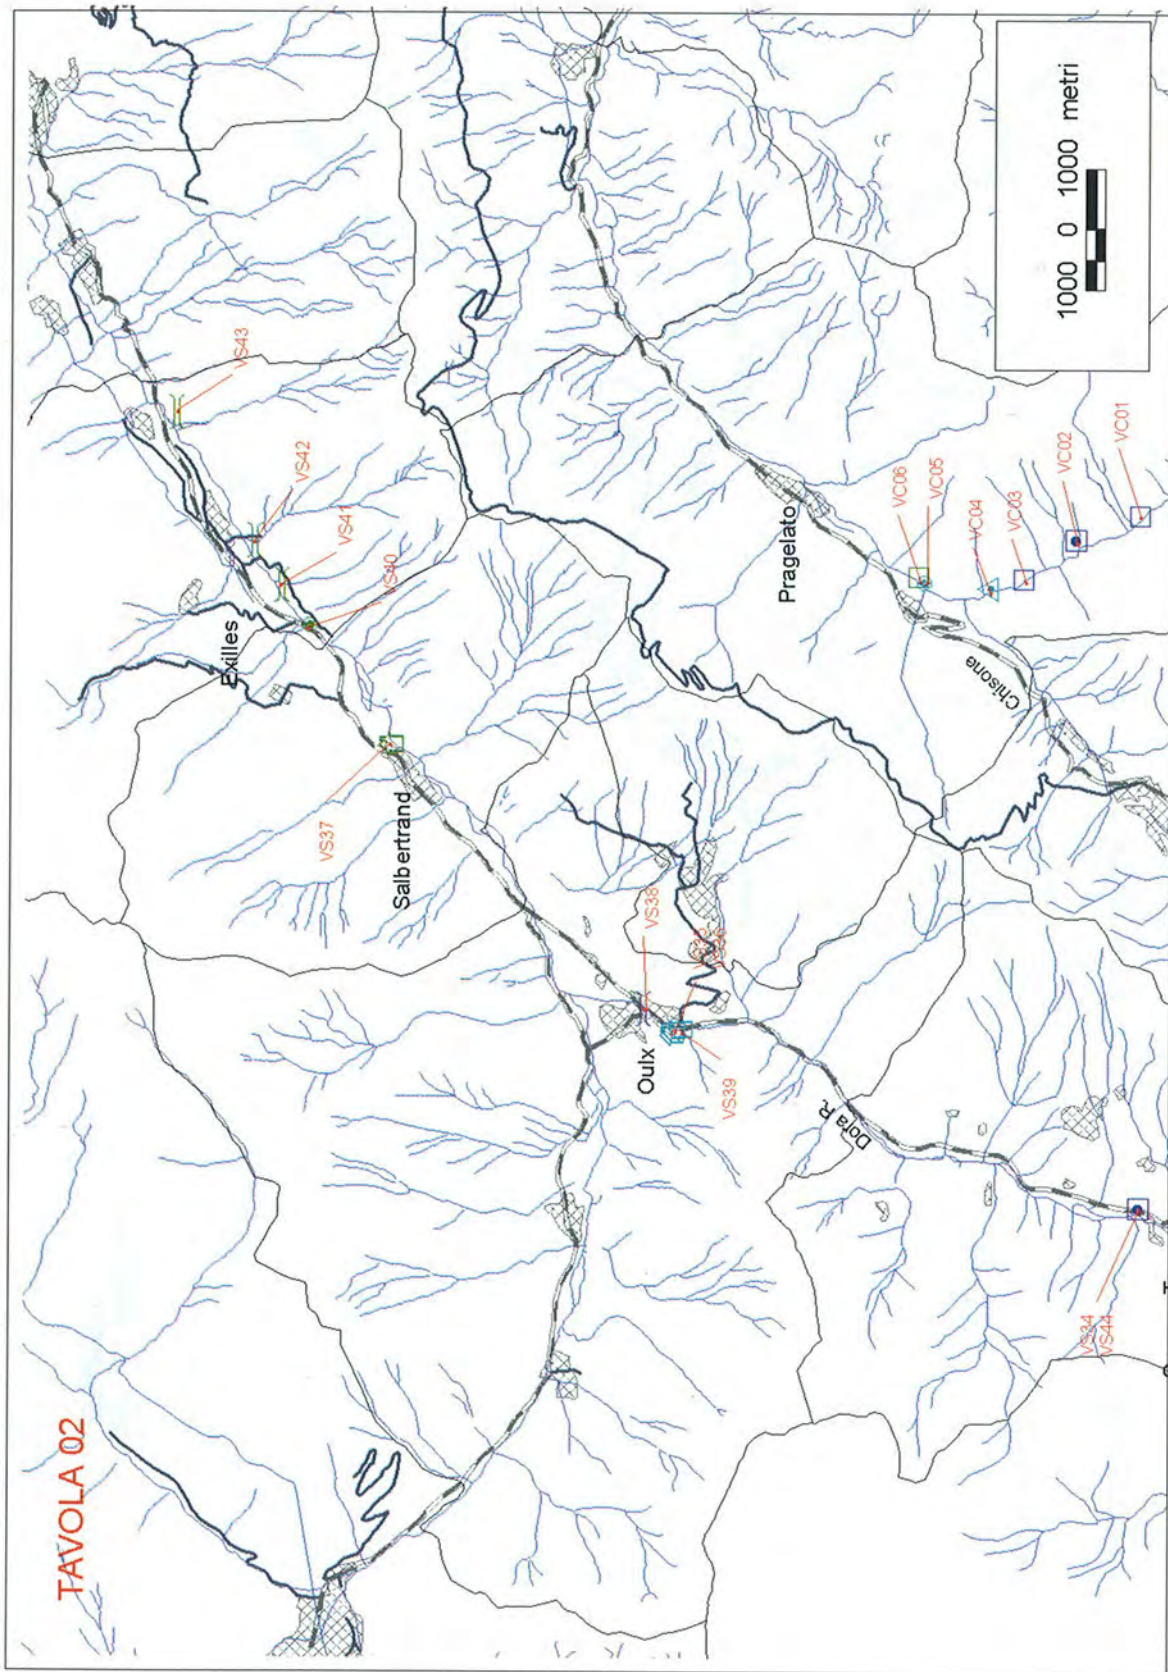 TAVOLA 02
VS43
VS42
VS41
VS40
Exilles
VS37
Salbertrand
VS38
Oulx
VS39
Dora R.
VS34
VS44
Pragelato
Chisone
VC06
VC05
VC04
VC03
VC02
VC01
1000 0 1000 metri